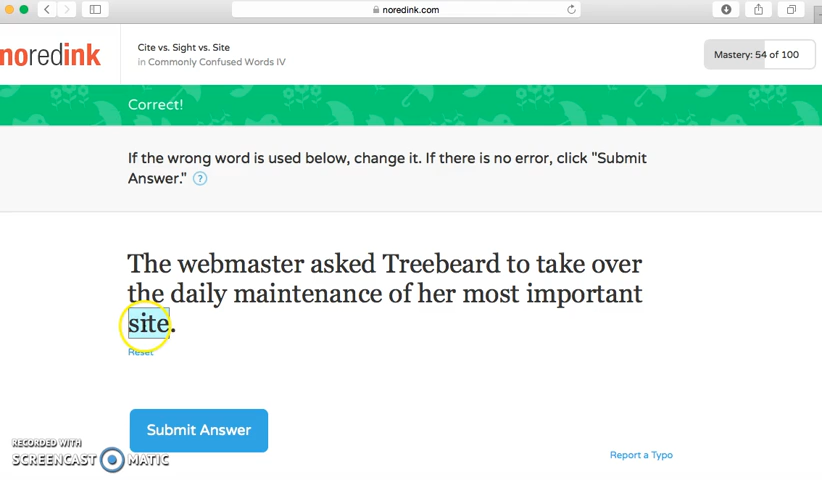 noredink.com
noredink
Cite vs. Sight vs. Site
in Commonly Confused Words IV
Mastery: 54 of 100
Correct!
If the wrong word is used below, change it. If there is no error, click "Submit
Answer." ?
The webmaster asked Treebeard to take over
the daily maintenance of her most important
site.
Reset
Submit Answer
Report a Typo
RECORDED WITH
SCREENCAST MATIC